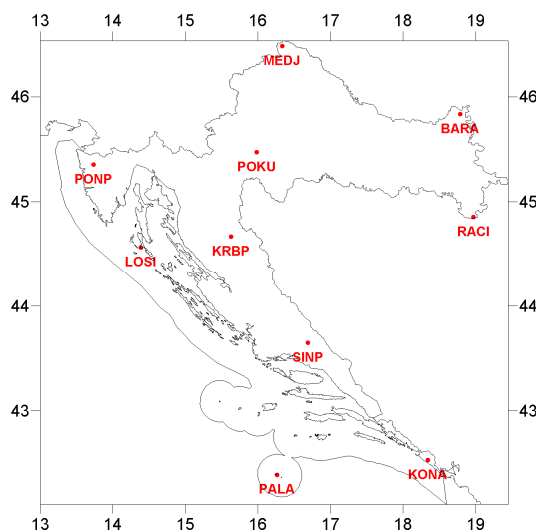 13 14 15 16 17 18 19
MEDJ
46 46
BARA
POKU
PONP
45 45
RACI
KRBP
LOSI
44 44
SINP
43 43
KONA
PALA
13 14 15 16 17 18 19